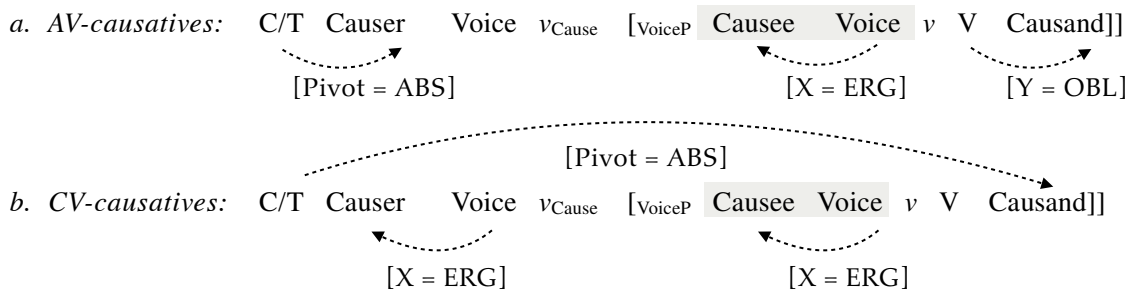 a. AV-causatives: C/T Causer Voice vCause [VoiceP Causee Voice v V Causand]]
[Pivot = ABS] [X = ERG] [Y = OBL]
[Pivot = ABS]
b. CV-causatives: C/T Causer Voice vCause [VoiceP Causee Voice v V Causand]]
[X = ERG] [X = ERG]